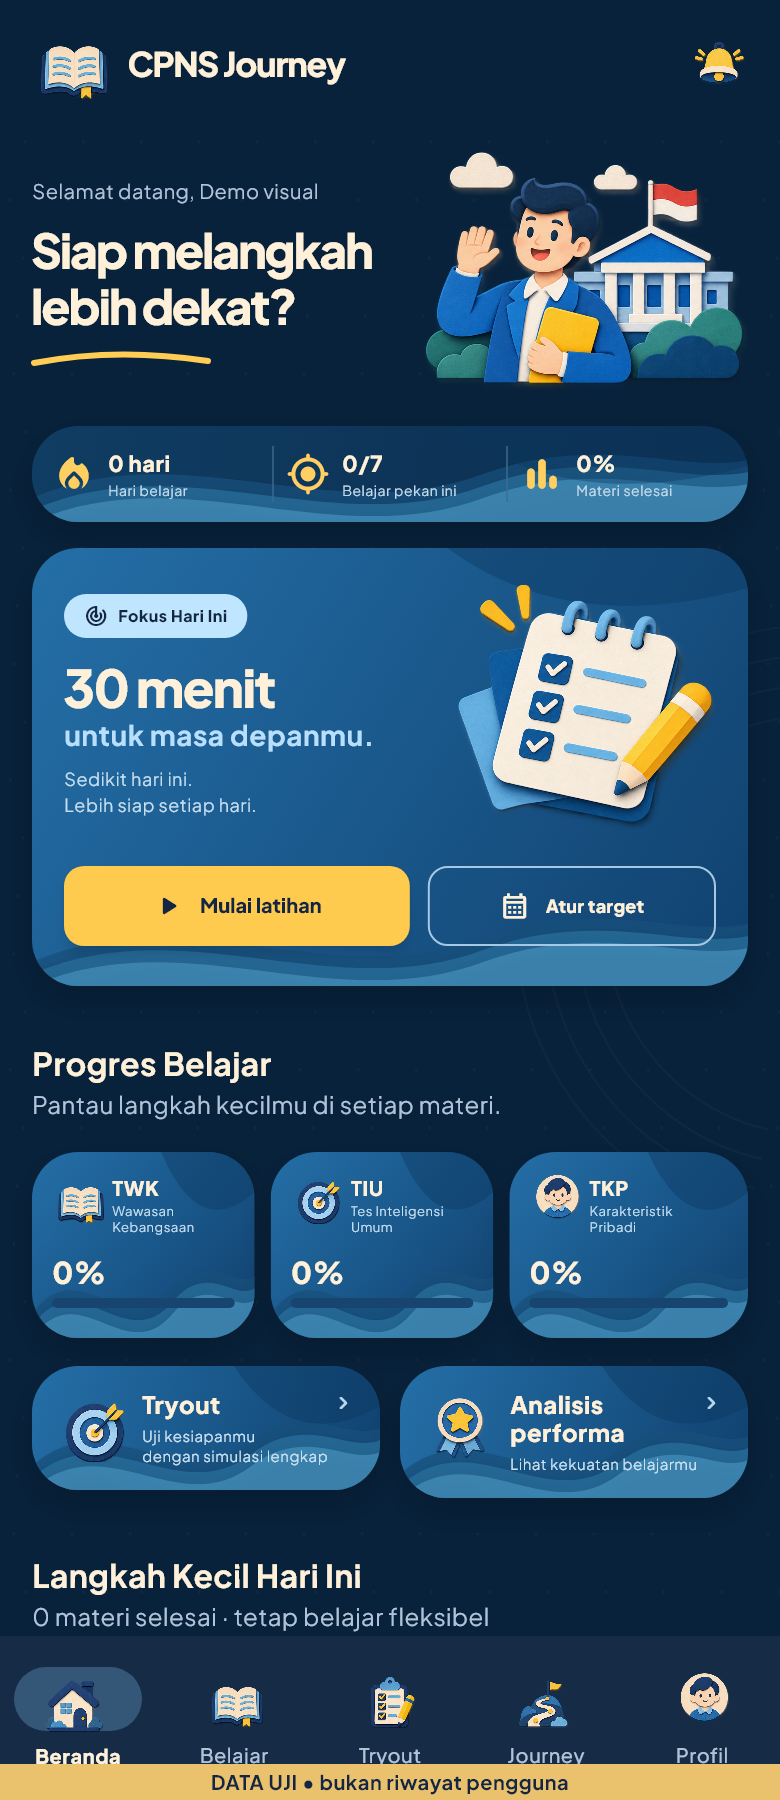 CPNS Journey
Selamat datang, Demo visual
Siap melangkah
lebih dekat?
0 hari
Hari belajar
0/7
Belajar pekan ini
0%
Materi selesai
Fokus Hari Ini
30 menit
untuk masa depanmu.
Sedikit hari ini.
Lebih siap setiap hari.
Mulai latihan
Atur target
Progres Belajar
Pantau langkah kecilmu di setiap materi.
TWK
Wawasan
Kebangsaan
0%
TIU
Tes Inteligensi
Umum
0%
TKP
Karakteristik
Pribadi
0%
Tryout
Uji kesiapanmu
dengan simulasi lengkap
Analisis
performa
Lihat kekuatan belajarmu
Langkah Kecil Hari Ini
0 materi selesai · tetap belajar fleksibel
Beranda
Belajar
Tryout
Journey
Profil
DATA UJI • bukan riwayat pengguna